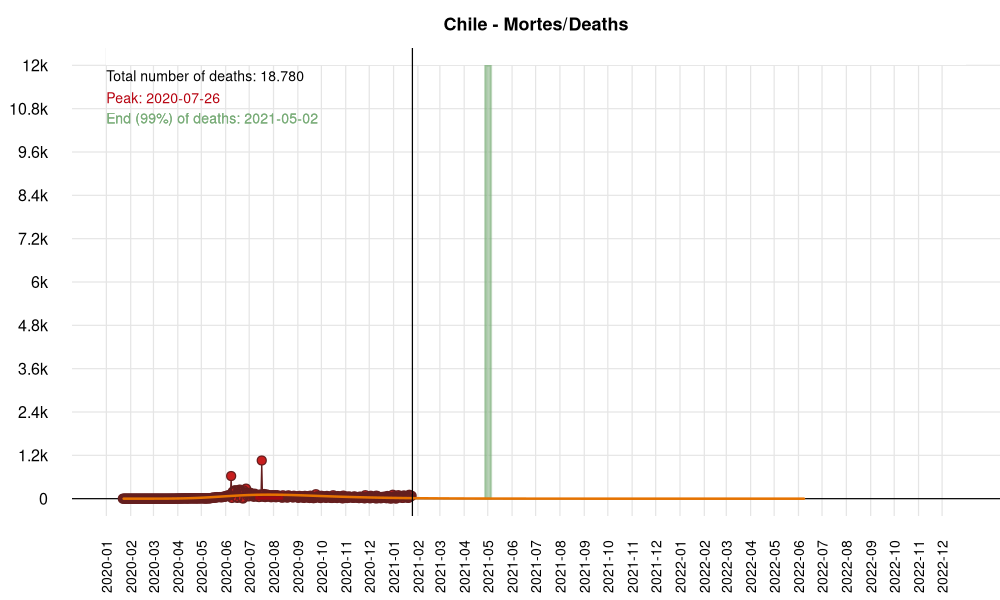 Chile - Mortes/Deaths
Total number of deaths: 18.780
Peak: 2020-07-26
End (99%) of deaths: 2021-05-02
12k
10.8k
9.6k
8.4k
7.2k
6k
4.8k
3.6k
2.4k
1.2k
0
2020-01
2020-02
2020-03
2020-04
2020-05
2020-06
2020-07
2020-08
2020-09
2020-10
2020-11
2020-12
2021-01
2021-02
2021-03
2021-04
2021-05
2021-06
2021-07
2021-08
2021-09
2021-10
2021-11
2021-12
2022-01
2022-02
2022-03
2022-04
2022-05
2022-06
2022-07
2022-08
2022-09
2022-10
2022-11
2022-12